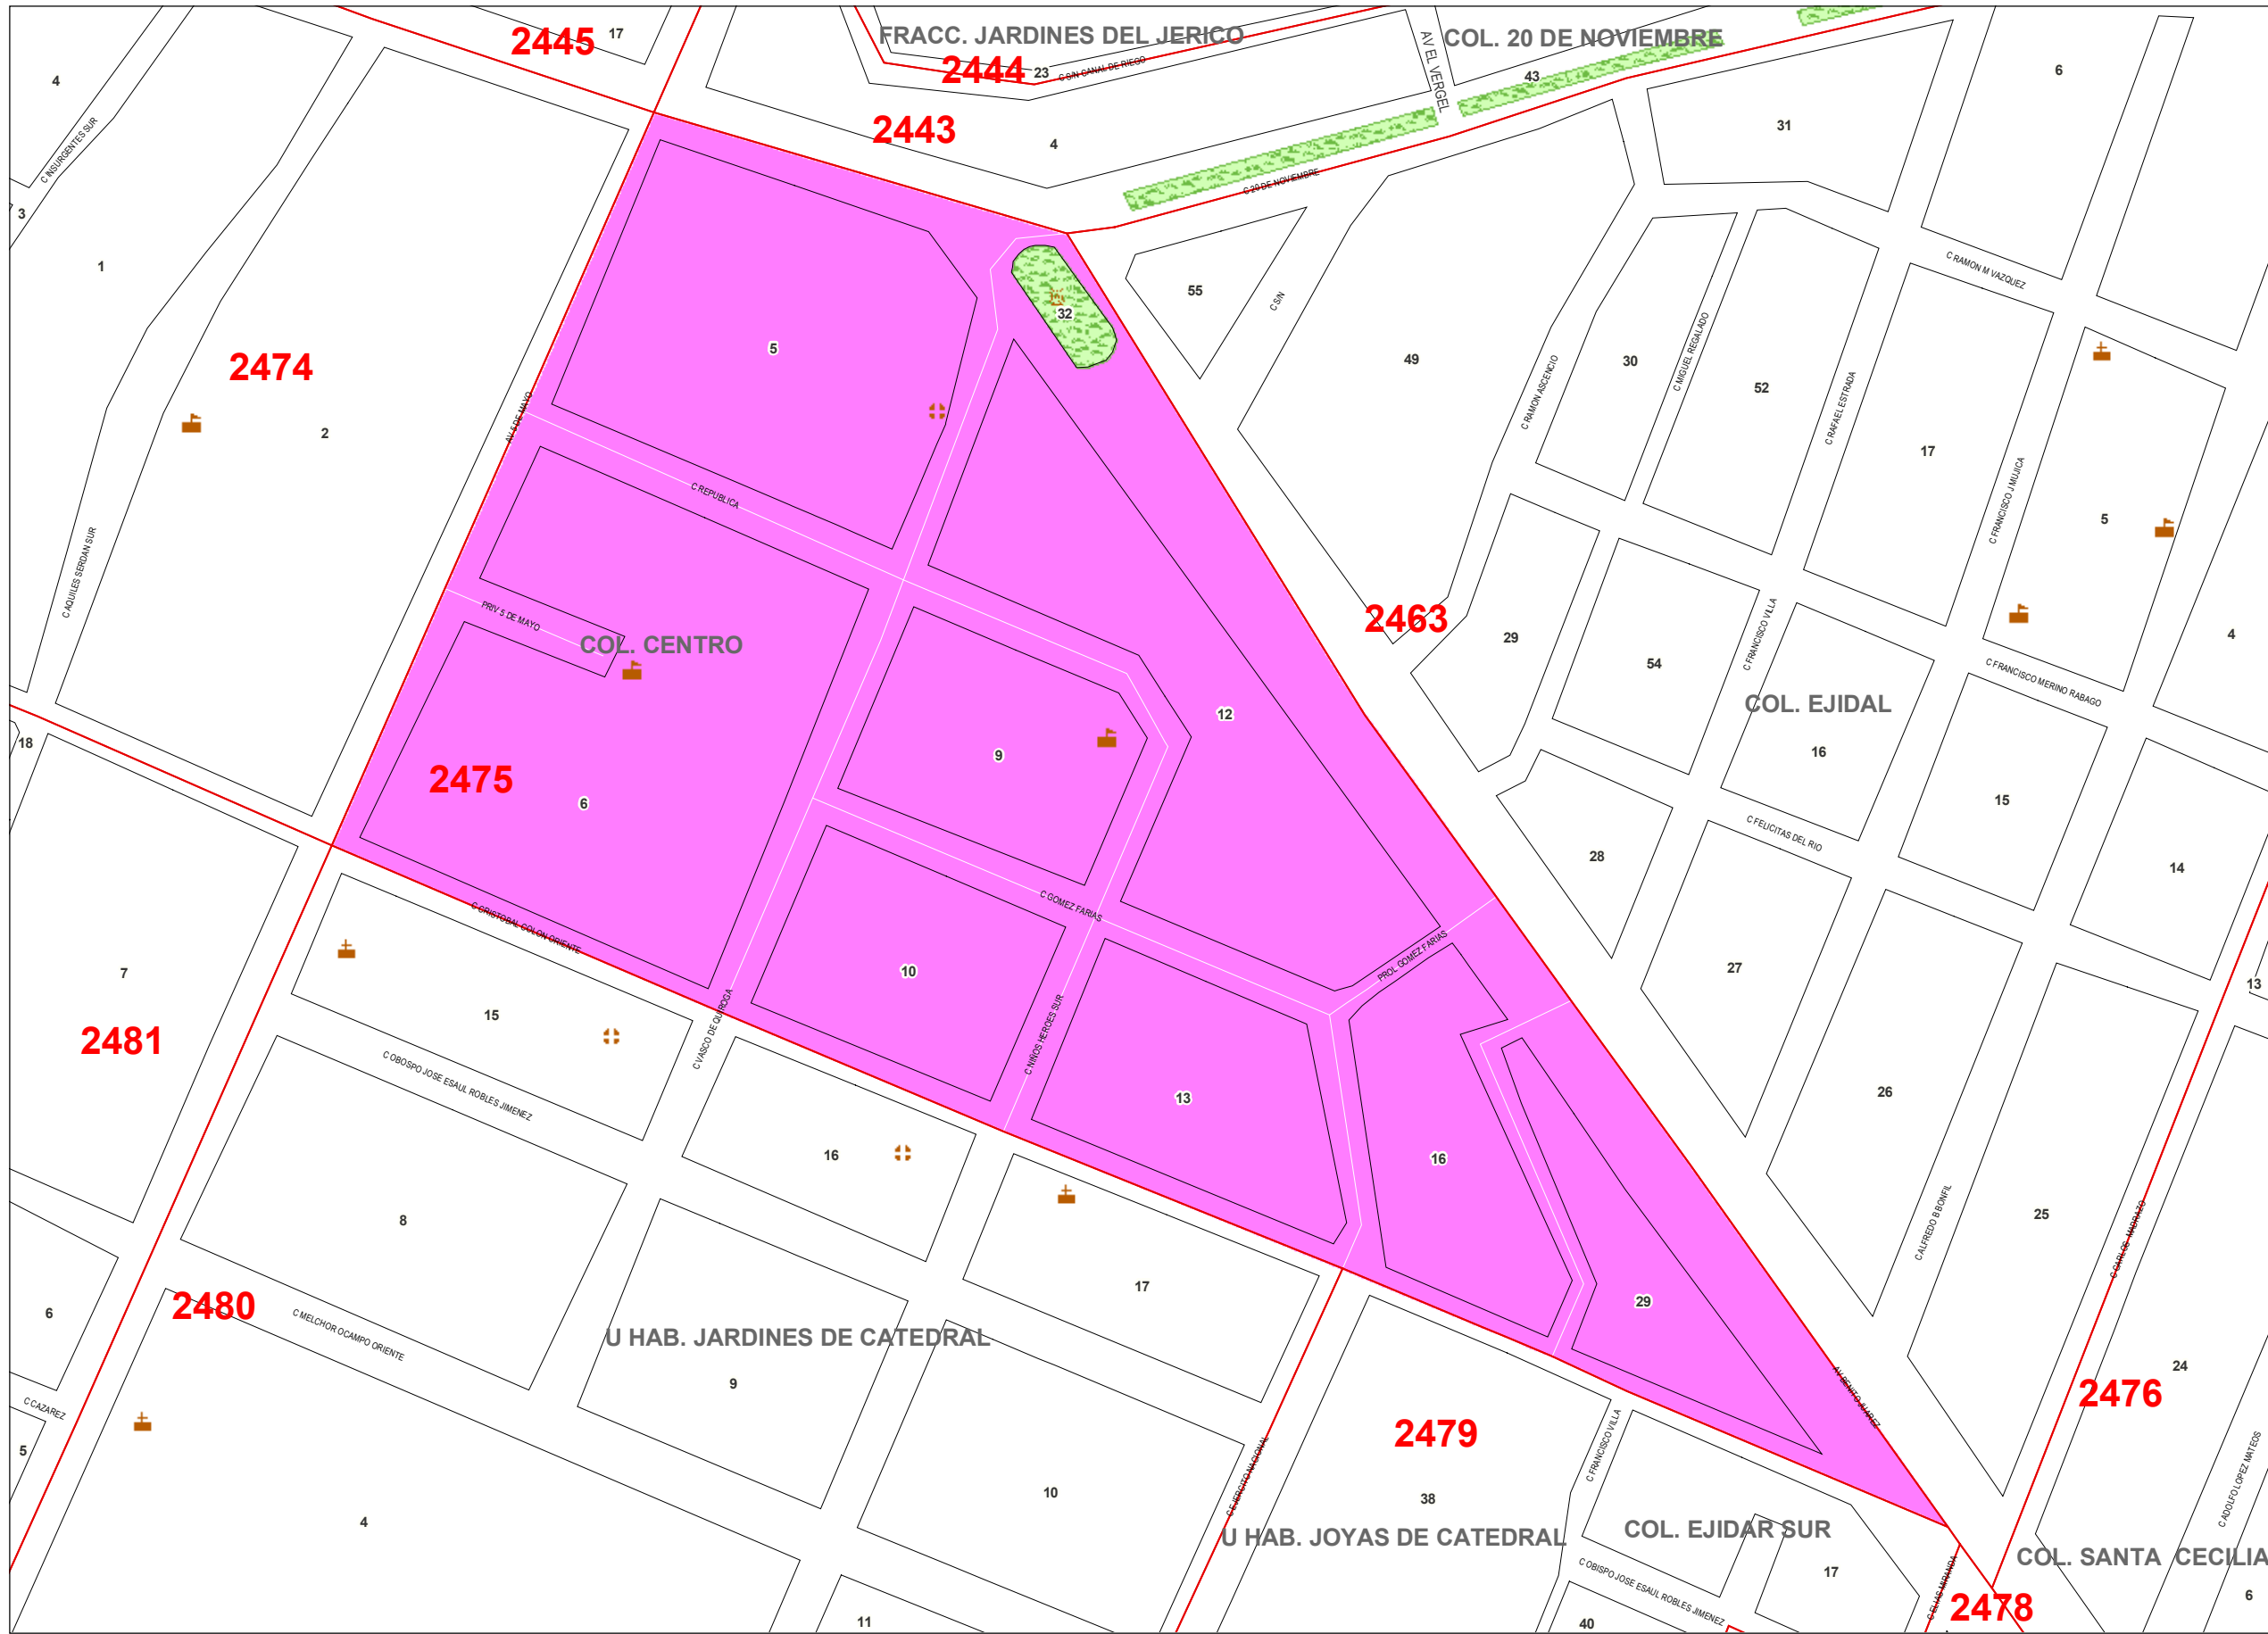 FRACC. JARDINES DEL JERICO
COL. 20 DE NOVIEMBRE
2445
17
2444
23
C S/N CANAL DE RIEGO
AV EL VERGEL
43
6
4
2443
4
31
C INSURGENTES SUR
C 20 DE NOVIEMBRE
3
1
C RAMON M VAZQUEZ
55
C S/N
32
5
2474
49
30
C MIGUEL REGALADO
52
C RAMON ASCENCIO
C RAFAEL ESTRADA
2
AV 5 DE MAYO
17
C FRANCISCO J MUJICA
5
C REPUBLICA
C AQUILES SERDAN SUR
PRIV 5 DE MAYO
COL. CENTRO
2463
29
54
C FRANCISCO VILLA
4
C FRANCISCO MERINO RABAGO
COL. EJIDAL
12
18
9
16
2475
6
15
C FELICITAS DEL RIO
28
14
C GOMEZ FARIAS
C CRISTOBAL COLON ORIENTE
PROL GOMEZ FARIAS
7
10
27
13
15
C VASCO DE QUIROGA
C NIÑOS HEROES SUR
2481
C OBOSPO JOSE ESAUL ROBLES JIMENEZ
13
26
16
16
8
C ALFREDO B BONFIL
25
C CARLOS MADRAZO
17
29
6
2480
C MELCHOR OCAMPO ORIENTE
U HAB. JARDINES DE CATEDRAL
9
24
2476
AV BENITO JUAREZ
C CAZAREZ
2479
C FRANCISCO VILLA
5
C EJERCITO NACIONAL
C ADOLFO LOPEZ MATEOS
10
38
4
U HAB. JOYAS DE CATEDRAL
COL. EJIDAR SUR
COL. SANTA CECILIA
C OBISPO JOSE ESAUL ROBLES JIMENEZ
17
C ELIAS MIRANDA
6
2478
11
40